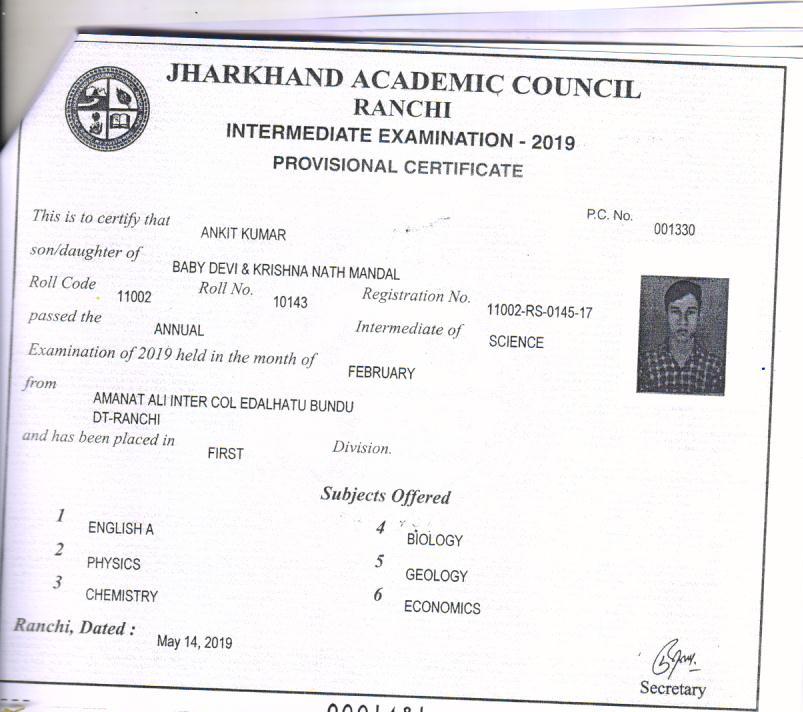 JHARKHAND ACADEMIC COUNCIL
RANCHI
INTERMEDIATE EXAMINATION - 2019
PROVISIONAL CERTIFICATE
P.C. No. 001330
This is to certify that ANKIT KUMAR
son/daughter of BABY DEVI & KRISHNA NATH MANDAL
Roll Code 11002 Roll No. 10143 Registration No. 11002-RS-0145-17
passed the ANNUAL Intermediate of SCIENCE
Examination of 2019 held in the month of FEBRUARY
from AMANAT ALI INTER COL EDALHATU BUNDU
DT-RANCHI
and has been placed in FIRST Division.
Subjects Offered
1 ENGLISH A
2 PHYSICS
3 CHEMISTRY
4 BIOLOGY
5 GEOLOGY
6 ECONOMICS
Ranchi, Dated : May 14, 2019
Secretary